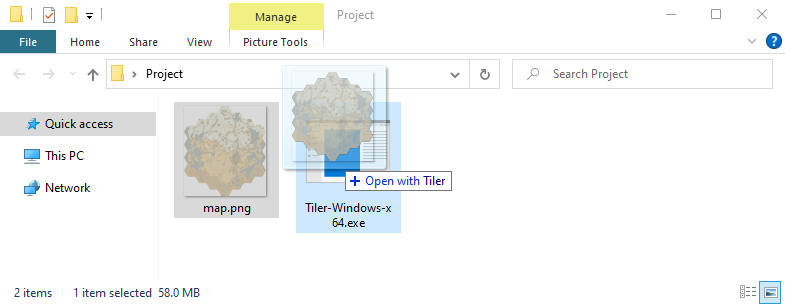 Manage
Project
File
Home
Share
View
Picture Tools
Project
Search Project
Quick access
This PC
Network
Open with Tiler
map.png
Tiler-Windows-x
64.exe
2 items
1 item selected 58.0 MB